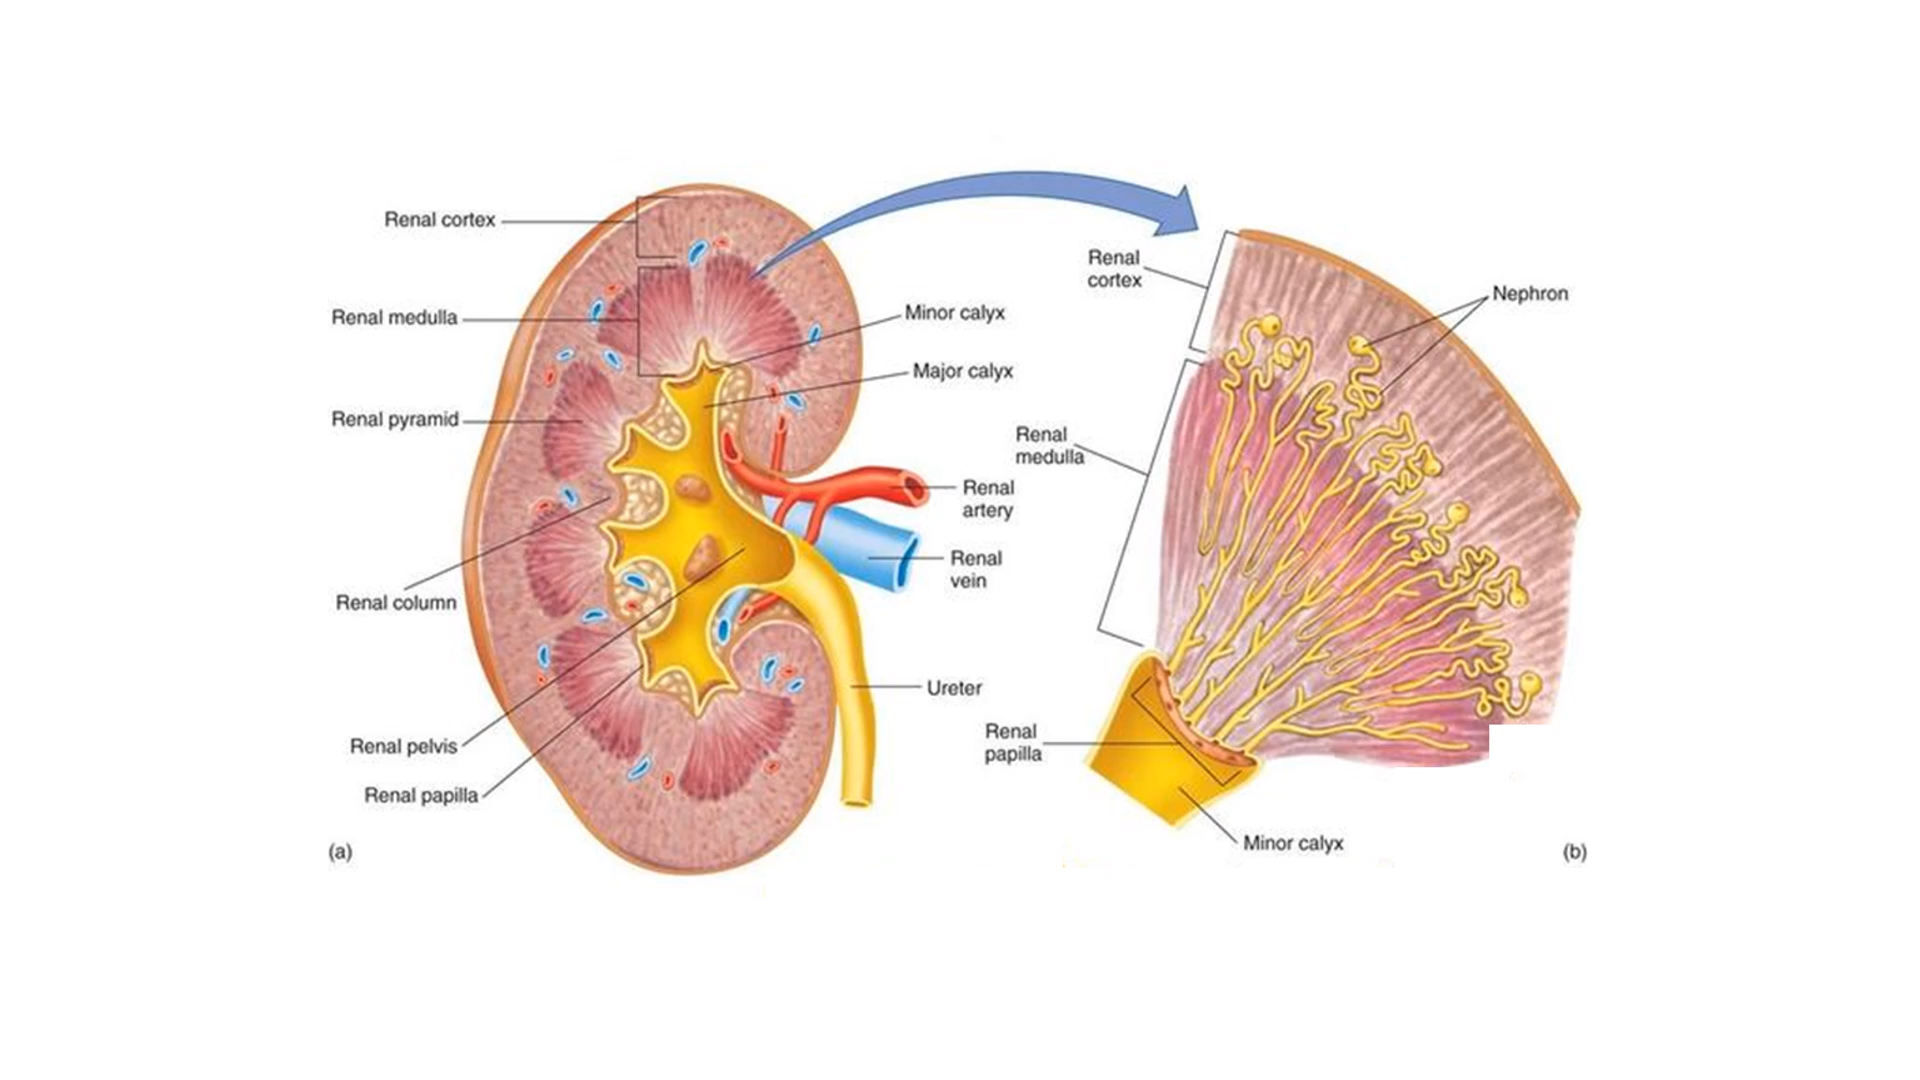 Renal cortex
Renal medulla
Renal pyramid
Renal column
Renal pelvis
Renal papilla
(a)
Minor calyx
Major calyx
Renal
artery
Renal
vein
Ureter
Renal
cortex
Nephron
Renal
medulla
Renal
papilla
Minor calyx
(b)